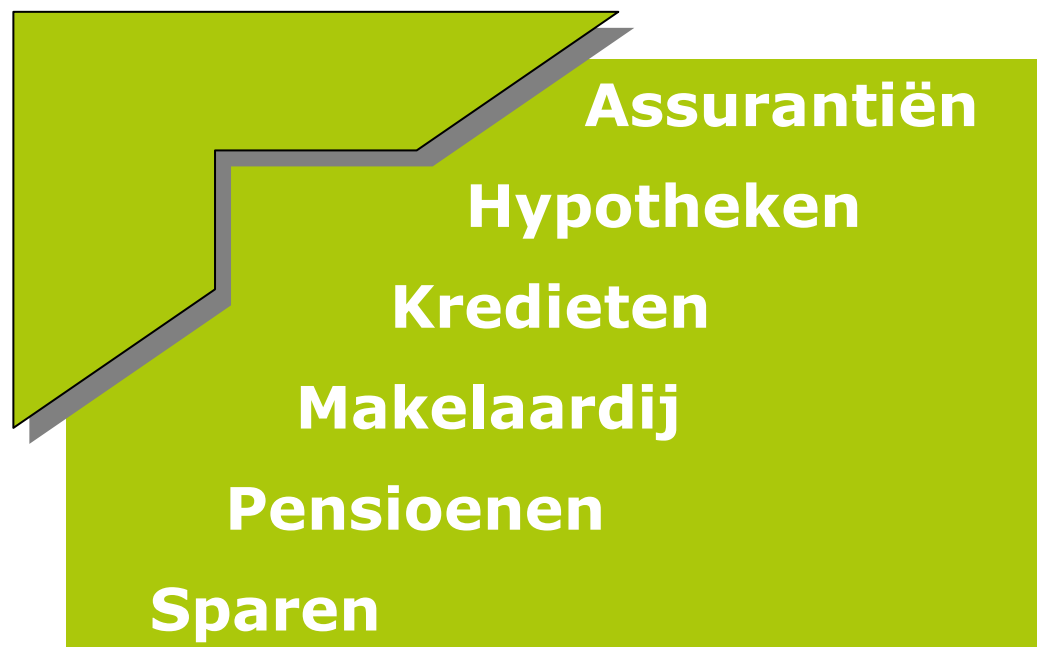 Assurantiën
Hypotheken
Kredieten
Makelaardij
Pensioenen
Sparen